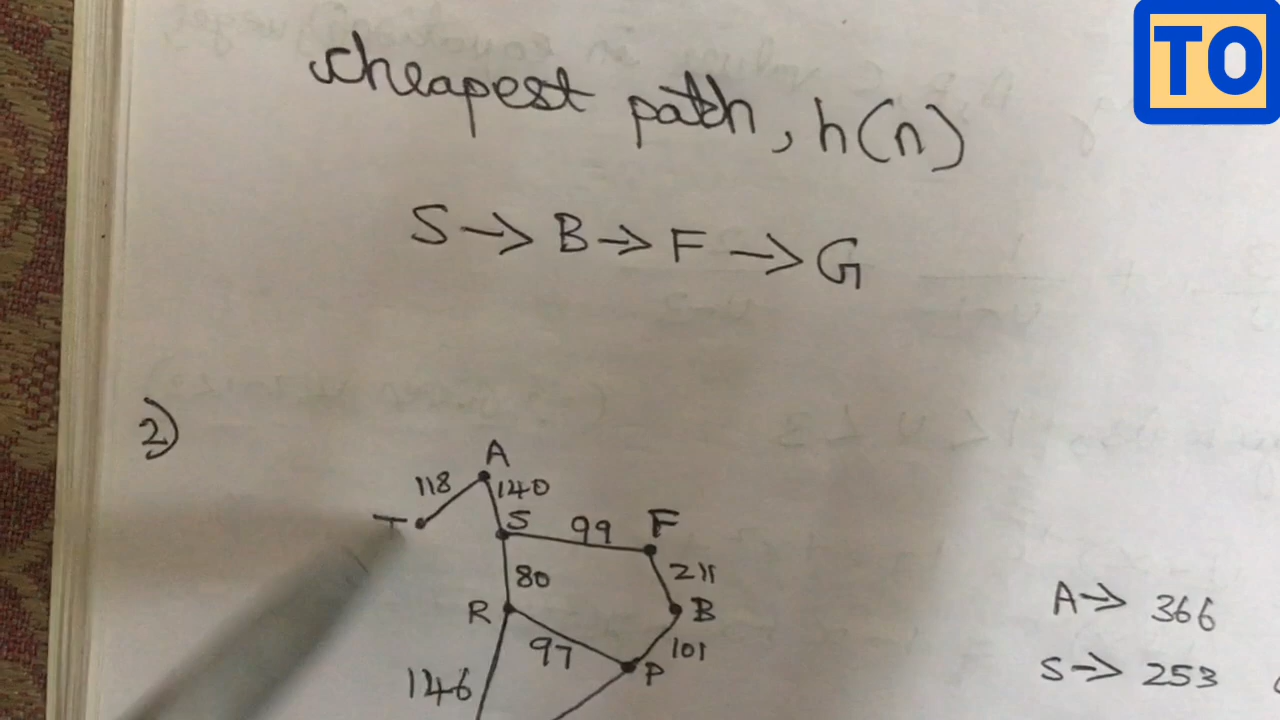 TO
cheapest path, h(n)
S → B → F → G
2)
A
118 140
T S 99 F
80 211
R B
97 101
146 P
A → 366
S → 253